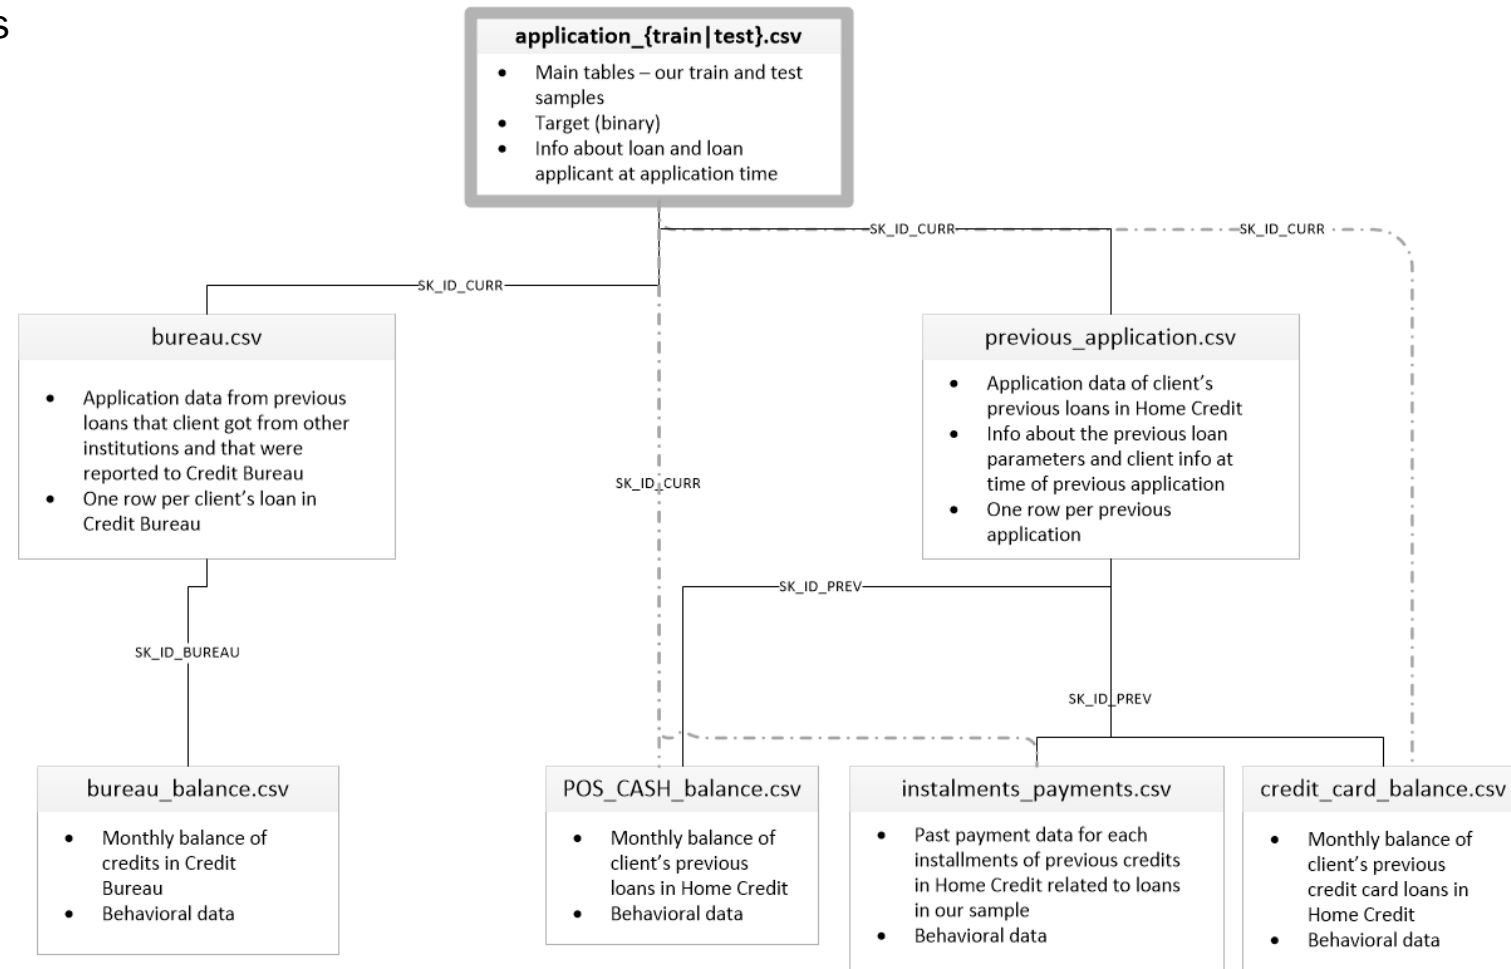 s
application_{train|test}.csv
• Main tables – our train and test
samples
• Target (binary)
• Info about loan and loan
applicant at application time
SK_ID_CURR
SK_ID_CURR
SK_ID_CURR
bureau.csv
• Application data from previous
loans that client got from other
institutions and that were
reported to Credit Bureau
• One row per client’s loan in
Credit Bureau
previous_application.csv
• Application data of client’s
previous loans in Home Credit
• Info about the previous loan
parameters and client info at
time of previous application
• One row per previous
application
SK_ID_CURR
SK_ID_PREV
SK_ID_BUREAU
SK_ID_PREV
bureau_balance.csv
• Monthly balance of
credits in Credit
Bureau
• Behavioral data
POS_CASH_balance.csv
• Monthly balance of
client’s previous
loans in Home Credit
• Behavioral data
instalments_payments.csv
• Past payment data for each
installments of previous credits
in Home Credit related to loans
in our sample
• Behavioral data
credit_card_balance.csv
• Monthly balance of
client’s previous
credit card loans in
Home Credit
• Behavioral data